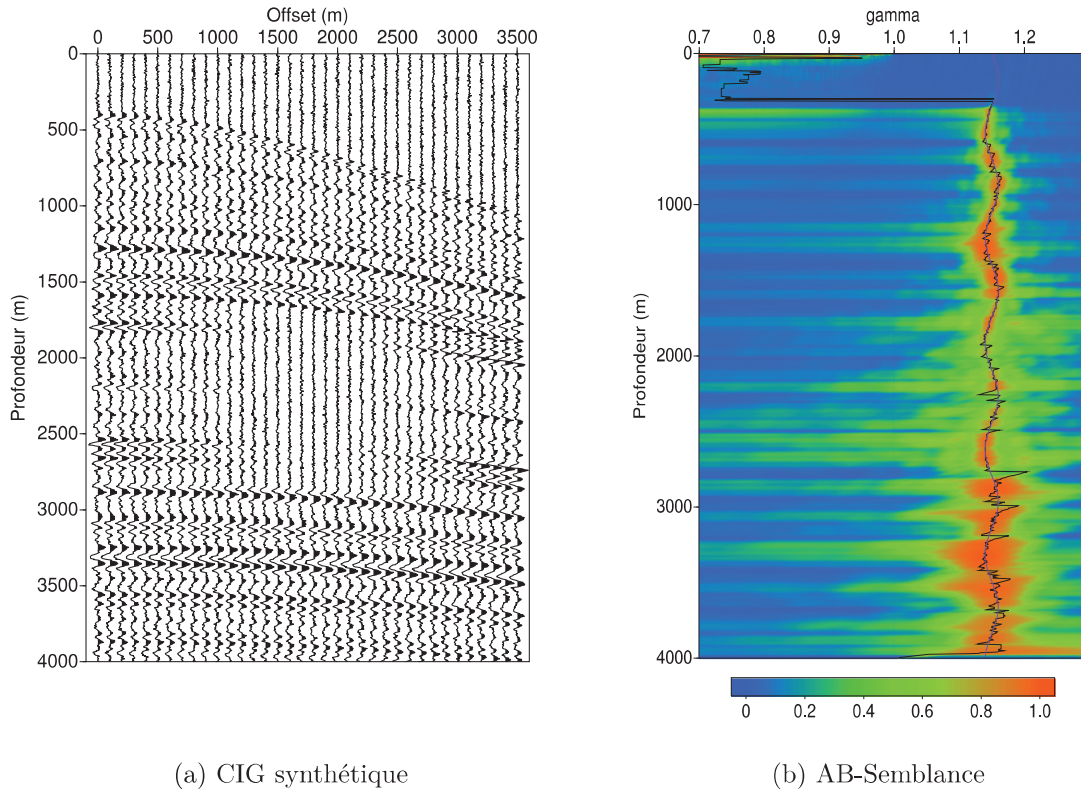 Offset (m)
0 500 1000 1500 2000 2500 3000 3500
0
500
1000
1500
2000
2500
3000
3500
4000
Profondeur (m)
(a) CIG synthétique
gamma
0.7 0.8 0.9 1.0 1.1 1.2
0
1000
2000
3000
4000
Profondeur (m)
0 0.2 0.4 0.6 0.8 1.0
(b) AB-Semblance